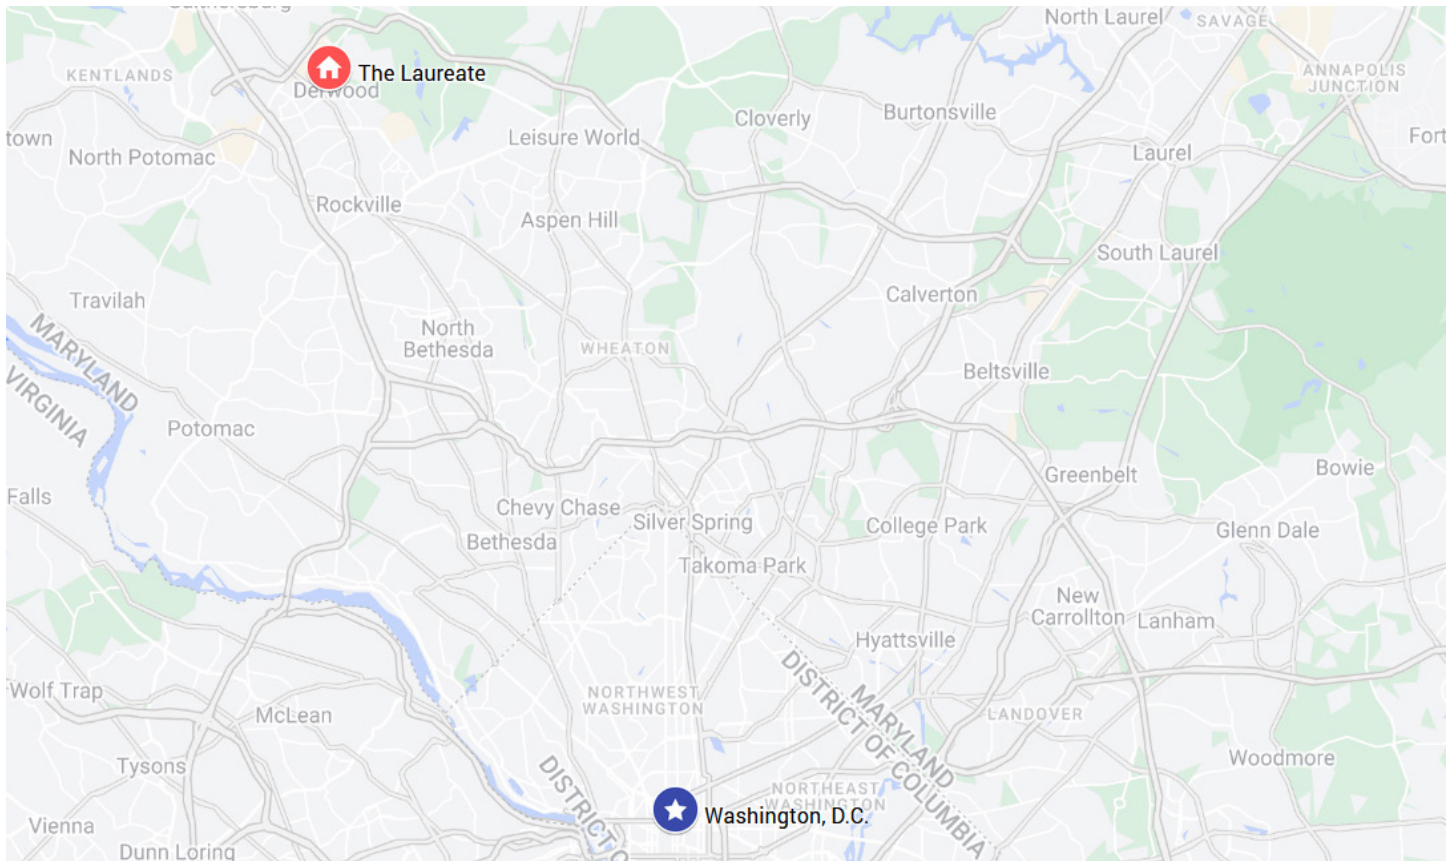 Gaithersburg
North Laurel
SAVAGE
KENTLANDS
The Laureate
Derwood
ANNAPOLIS
JUNCTION
Cloverly
Burtonsville
town
Leisure World
Fort
North Potomac
Laurel
Rockville
Aspen Hill
South Laurel
Travilah
Calverton
MARYLAND
VIRGINIA
North
Bethesda
WHEATON
Beltsville
Potomac
Falls
Chevy Chase
Greenbelt
Bowie
Silver Spring
College Park
Glenn Dale
Bethesda
Takoma Park
New
Carrollton
Lanham
Hyattsville
Wolf Trap
NORTHWEST
WASHINGTON
MARYLAND
DISTRICT OF COLUMBIA
McLean
LANDOVER
Tysons
Woodmore
DISTRICT O
NORTHEAST
WASHINGTON
Washington, D.C.
Vienna
Dunn Loring